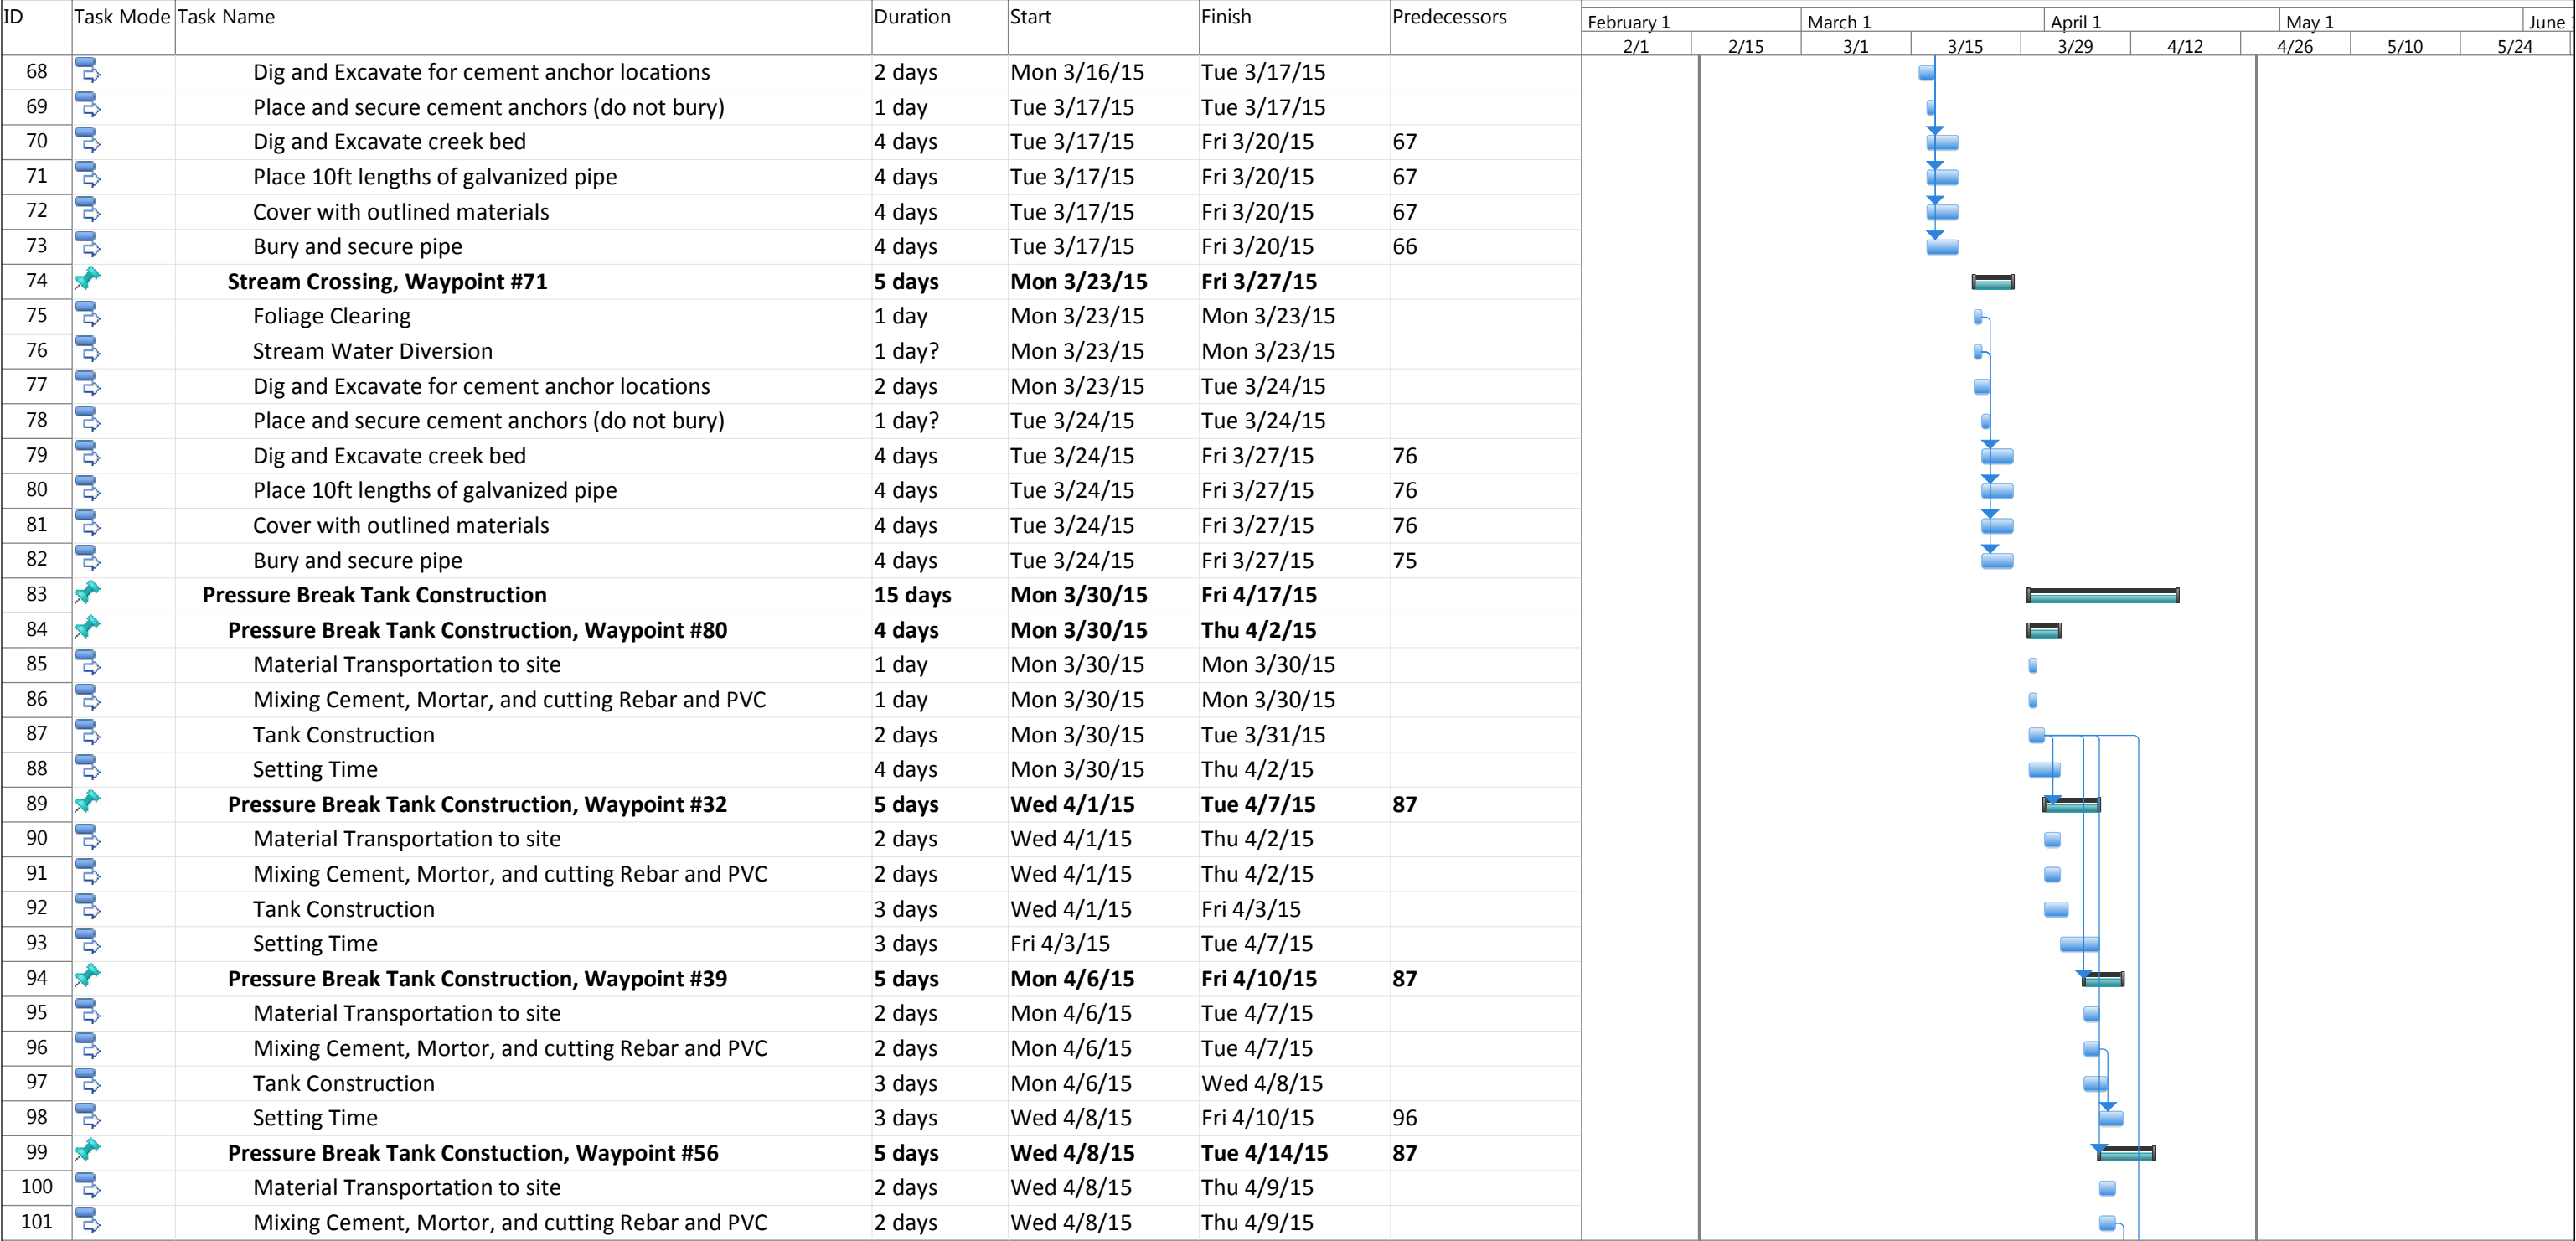 ID Task Mode Task Name Duration Start Finish Predecessors February 1 March 1 April 1 May 1 June
2/1 2/15 3/1 3/15 3/29 4/12 4/26 5/10 5/24
68 Dig and Excavate for cement anchor locations 2 days Mon 3/16/15 Tue 3/17/15
69 Place and secure cement anchors (do not bury) 1 day Tue 3/17/15 Tue 3/17/15
70 Dig and Excavate creek bed 4 days Tue 3/17/15 Fri 3/20/15 67
71 Place 10ft lengths of galvanized pipe 4 days Tue 3/17/15 Fri 3/20/15 67
72 Cover with outlined materials 4 days Tue 3/17/15 Fri 3/20/15 67
73 Bury and secure pipe 4 days Tue 3/17/15 Fri 3/20/15 66
74 Stream Crossing, Waypoint #71 5 days Mon 3/23/15 Fri 3/27/15
75 Foliage Clearing 1 day Mon 3/23/15 Mon 3/23/15
76 Stream Water Diversion 1 day? Mon 3/23/15 Mon 3/23/15
77 Dig and Excavate for cement anchor locations 2 days Mon 3/23/15 Tue 3/24/15
78 Place and secure cement anchors (do not bury) 1 day? Tue 3/24/15 Tue 3/24/15
79 Dig and Excavate creek bed 4 days Tue 3/24/15 Fri 3/27/15 76
80 Place 10ft lengths of galvanized pipe 4 days Tue 3/24/15 Fri 3/27/15 76
81 Cover with outlined materials 4 days Tue 3/24/15 Fri 3/27/15 76
82 Bury and secure pipe 4 days Tue 3/24/15 Fri 3/27/15 75
83 Pressure Break Tank Construction 15 days Mon 3/30/15 Fri 4/17/15
84 Pressure Break Tank Construction, Waypoint #80 4 days Mon 3/30/15 Thu 4/2/15
85 Material Transportation to site 1 day Mon 3/30/15 Mon 3/30/15
86 Mixing Cement, Mortar, and cutting Rebar and PVC 1 day Mon 3/30/15 Mon 3/30/15
87 Tank Construction 2 days Mon 3/30/15 Tue 3/31/15
88 Setting Time 4 days Mon 3/30/15 Thu 4/2/15
89 Pressure Break Tank Construction, Waypoint #32 5 days Wed 4/1/15 Tue 4/7/15 87
90 Material Transportation to site 2 days Wed 4/1/15 Thu 4/2/15
91 Mixing Cement, Mortor, and cutting Rebar and PVC 2 days Wed 4/1/15 Thu 4/2/15
92 Tank Construction 3 days Wed 4/1/15 Fri 4/3/15
93 Setting Time 3 days Fri 4/3/15 Tue 4/7/15
94 Pressure Break Tank Construction, Waypoint #39 5 days Mon 4/6/15 Fri 4/10/15 87
95 Material Transportation to site 2 days Mon 4/6/15 Tue 4/7/15
96 Mixing Cement, Mortor, and cutting Rebar and PVC 2 days Mon 4/6/15 Tue 4/7/15
97 Tank Construction 3 days Mon 4/6/15 Wed 4/8/15
98 Setting Time 3 days Wed 4/8/15 Fri 4/10/15 96
99 Pressure Break Tank Constuction, Waypoint #56 5 days Wed 4/8/15 Tue 4/14/15 87
100 Material Transportation to site 2 days Wed 4/8/15 Thu 4/9/15
101 Mixing Cement, Mortor, and cutting Rebar and PVC 2 days Wed 4/8/15 Thu 4/9/15